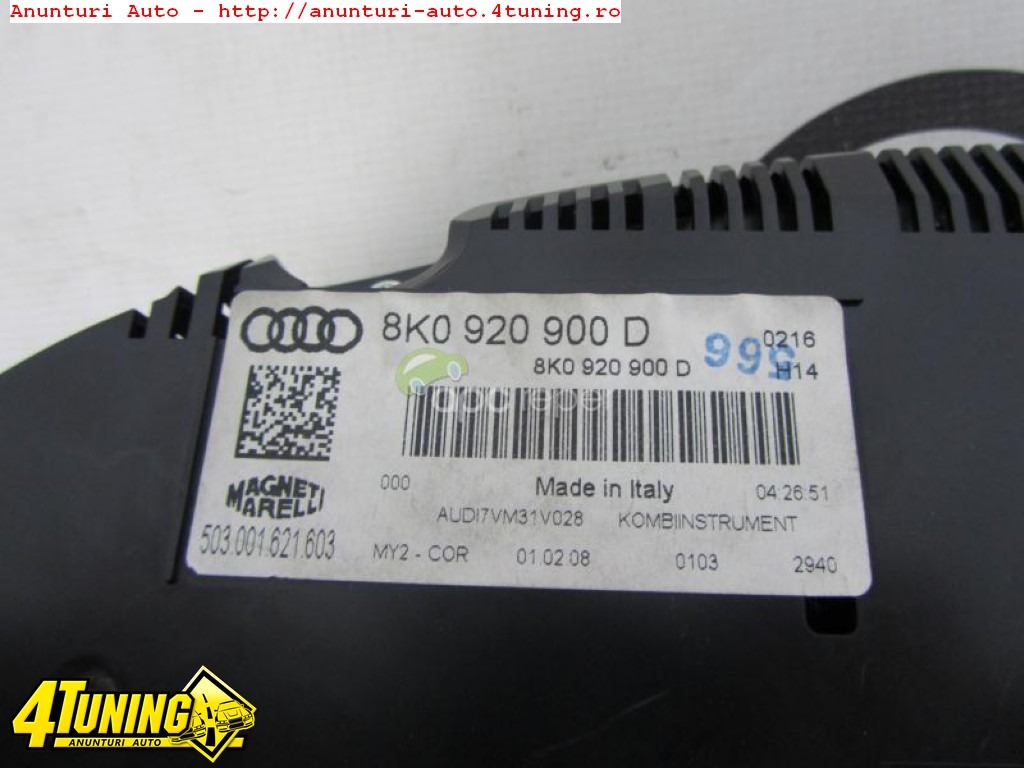 Anunturi Auto - http://anunturi-auto.4tuning.ro
8K0 920 900 D
0216
8K0 920 900 D
566
H14
000
Made in Italy
04:26:51
MAGNETI
MARELLI
AUDI7VM31V028
KOMBIINSTRUMENT
503.001.621.603
MY2 - COR
01.02.08
0103
2940
4TUNING
ANUNTURI AUTO